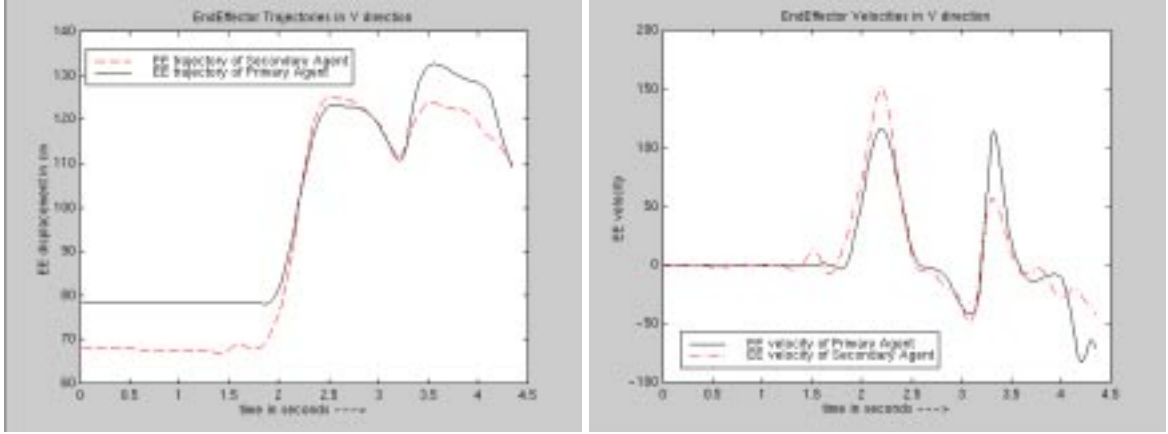 EndEffector Trajectories in Y direction
140
130
120
110
100
90
80
70
60
EE trajectory of Secondary Agent
EE trajectory of Primary Agent
EE displacement in cm
0 0.5 1 1.5 2 2.5 3 3.5 4 4.5
time in seconds ---->
EndEffector Velocities in Y direction
200
150
100
50
0
-50
-100
EE velocity
EE velocity of Primary Agent
EE velocity of Secondary Agent
0 0.5 1 1.5 2 2.5 3 3.5 4 4.5
time in seconds ---->